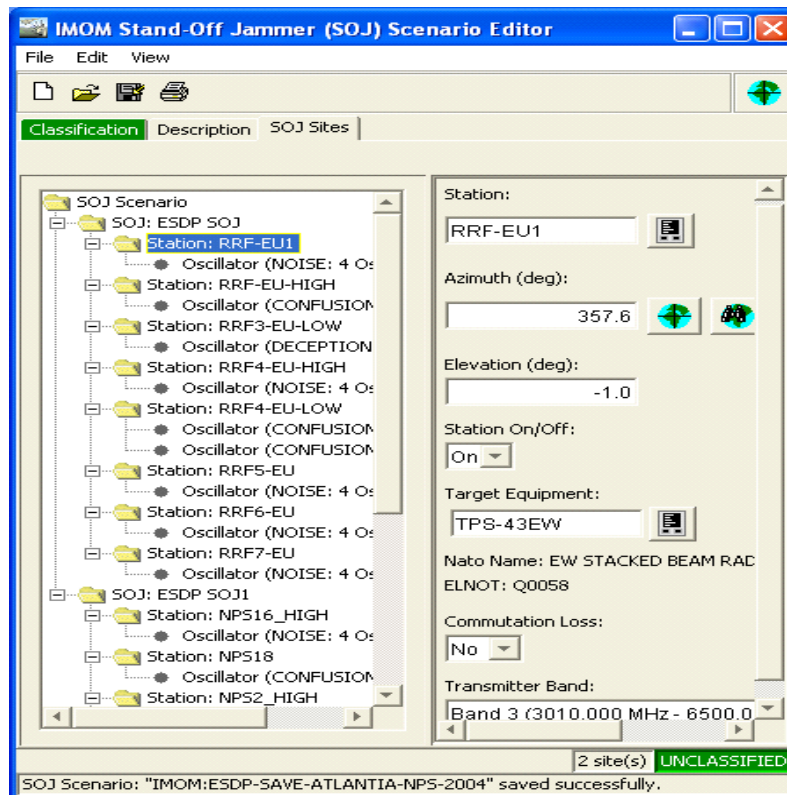 IMOM Stand-Off Jammer (SOJ) Scenario Editor
File Edit View
Classification Description SOJ Sites
SOJ Scenario
SOJ: ESDP SOJ
Station: RRF-EU1
Oscillator (NOISE: 4 Os
Station: RRF-EU-HIGH
Oscillator (CONFUSION
Station: RRF3-EU-LOW
Oscillator (DECEPTION
Station: RRF4-EU-HIGH
Oscillator (NOISE: 4 Os
Station: RRF4-EU-LOW
Oscillator (CONFUSION
Oscillator (CONFUSION
Station: RRF5-EU
Oscillator (NOISE: 4 Os
Station: RRF6-EU
Oscillator (NOISE: 4 Os
Station: RRF7-EU
Oscillator (NOISE: 4 Os
SOJ: ESDP SOJ1
Station: NPS16_HIGH
Oscillator (NOISE: 4 Os
Station: NPS18
Oscillator (CONFUSION
Station: NPS2_HIGH
Station:
RRF-EU1
Azimuth (deg):
357.6
Elevation (deg):
-1.0
Station On/Off:
On
Target Equipment:
TPS-43EW
Nato Name: EW STACKED BEAM RAD
ELNOT: Q0058
Commutation Loss:
No
Transmitter Band:
Band 3 (3010.000 MHz - 6500.0
2 site(s) UNCLASSIFIED
SOJ Scenario: "IMOM:ESDP-SAVE-ATLANTIA-NPS-2004" saved successfully.